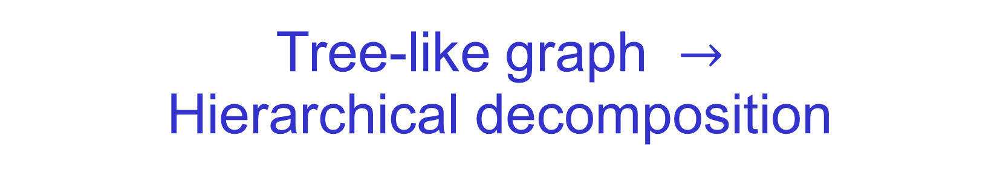 Tree-like graph →
Hierarchical decomposition